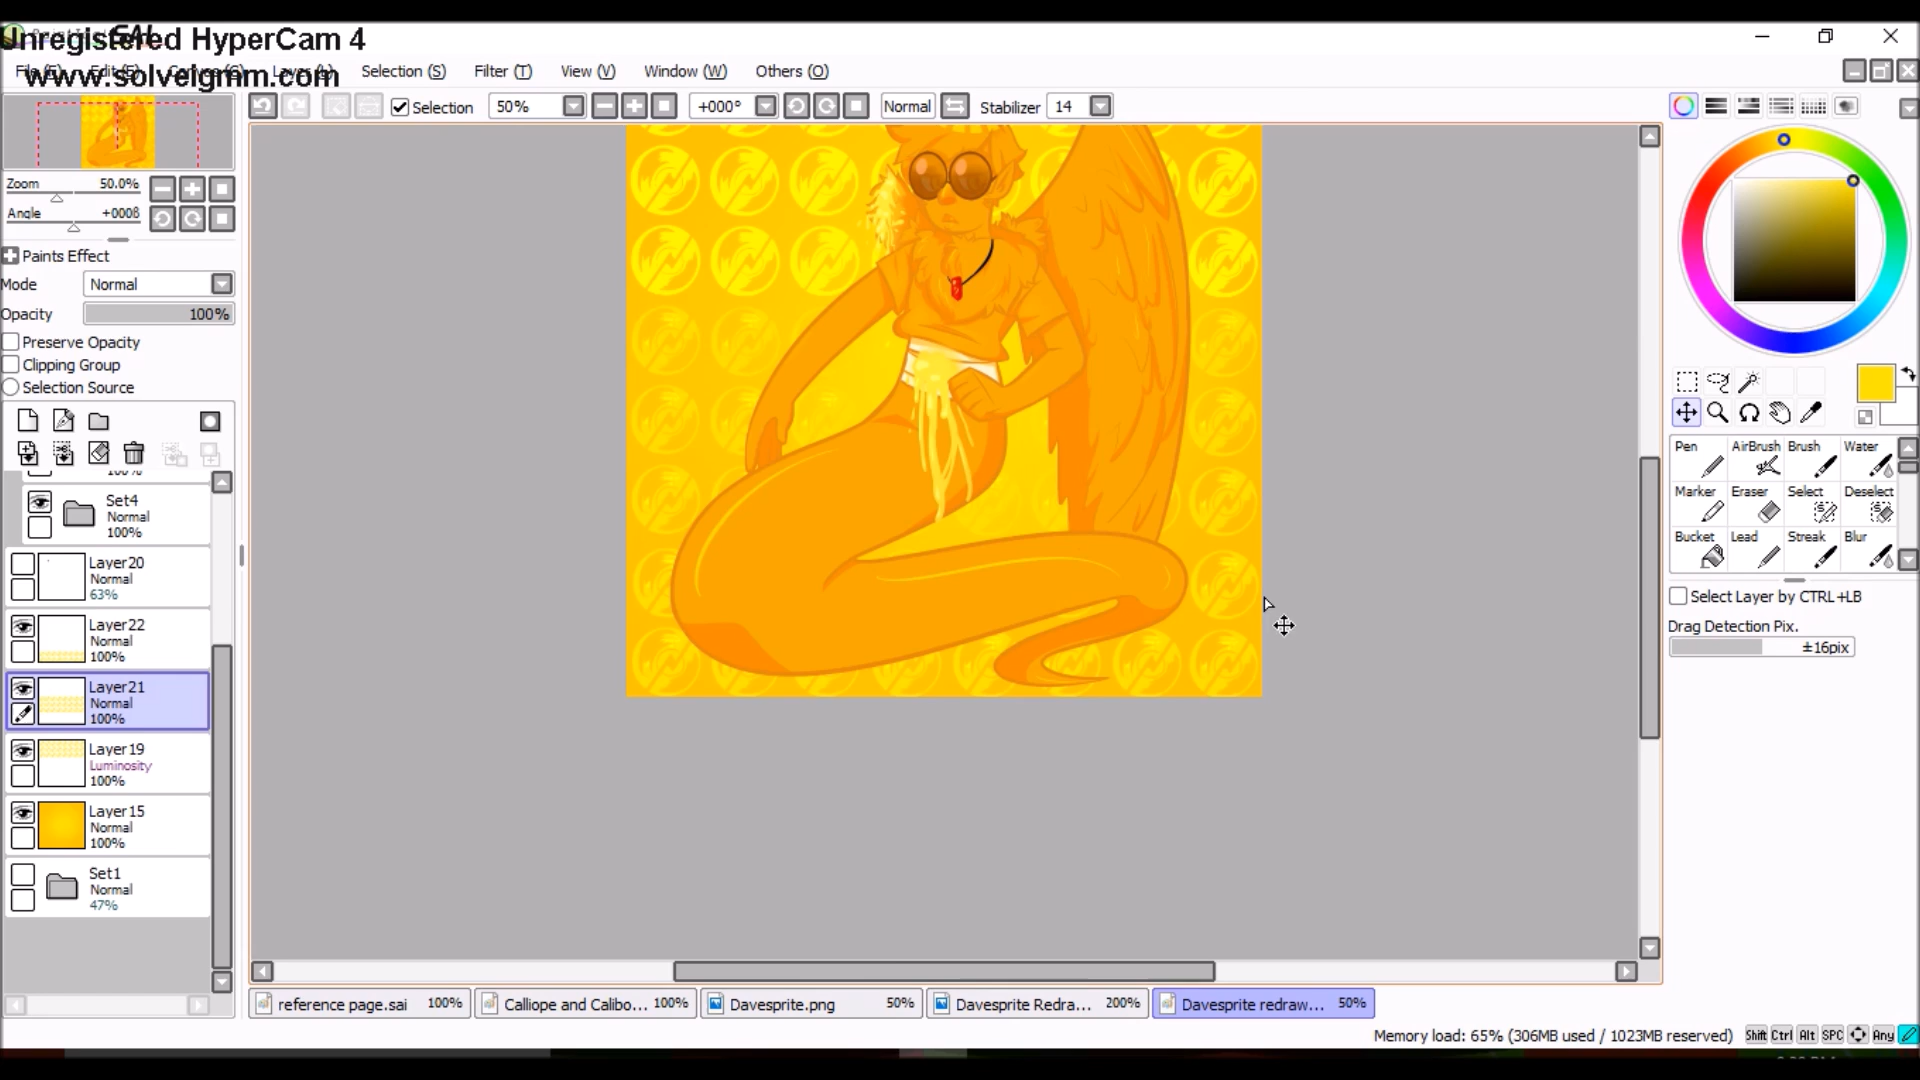 Unregistered HyperCam 4
www.solveigmm.com
Selection (S) Filter (T) View (V) Window (W) Others (O)
Selection 50% +000° Normal Stabilizer 14
Zoom 50.0%
Angle +000ß
Paints Effect
Mode Normal
Opacity 100%
Preserve Opacity
Clipping Group
Selection Source
Set4
Normal
100%
Layer20
Normal
63%
Layer22
Normal
100%
Layer21
Normal
100%
Layer19
Luminosity
100%
Layer15
Normal
100%
Set1
Normal
47%
Pen AirBrush Brush Water
Marker Eraser Select Deselect
Bucket Lead Streak Blur
Select Layer by CTRL+LB
Drag Detection Pix.
±16pix
reference page.sai 100% Calliope and Calibo... 100% Davesprite.png 50% Davesprite Redra... 200% Davesprite redraw... 50%
Memory load: 65% (306MB used / 1023MB reserved) Shift Ctrl Alt SPC Any